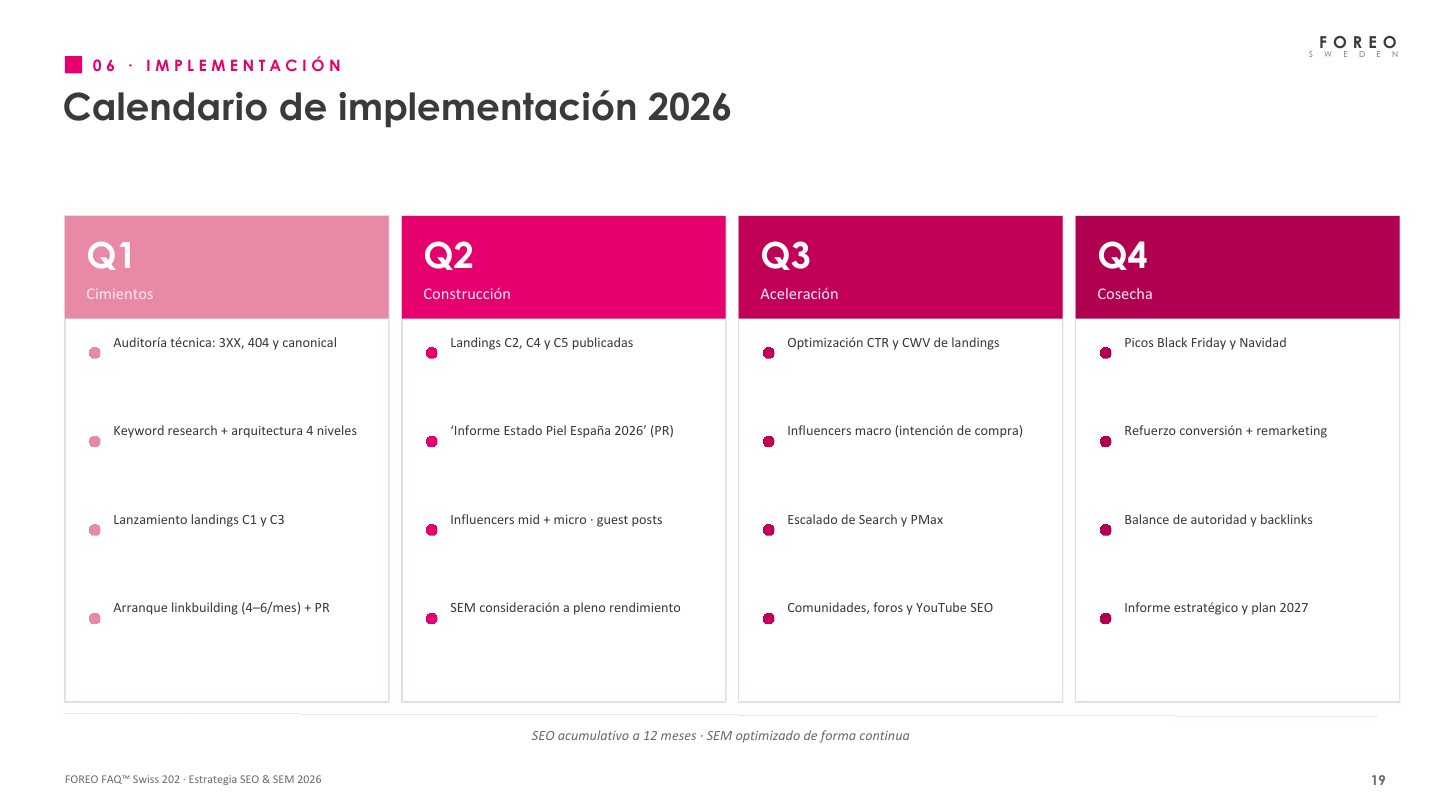 FOREO
SWEDEN
06 · IMPLEMENTACIÓN
Calendario de implementación 2026
Q1
Cimientos
Auditoría técnica: 3XX, 404 y canonical
Keyword research + arquitectura 4 niveles
Lanzamiento landings C1 y C3
Arranque linkbuilding (4–6/mes) + PR
Q2
Construcción
Landings C2, C4 y C5 publicadas
‘Informe Estado Piel España 2026’ (PR)
Influencers mid + micro · guest posts
SEM consideración a pleno rendimiento
Q3
Aceleración
Optimización CTR y CWV de landings
Influencers macro (intención de compra)
Escalado de Search y PMax
Comunidades, foros y YouTube SEO
Q4
Cosecha
Picos Black Friday y Navidad
Refuerzo conversión + remarketing
Balance de autoridad y backlinks
Informe estratégico y plan 2027
SEO acumulativo a 12 meses · SEM optimizado de forma continua
FOREO FAQ™ Swiss 202 · Estrategia SEO & SEM 2026
19